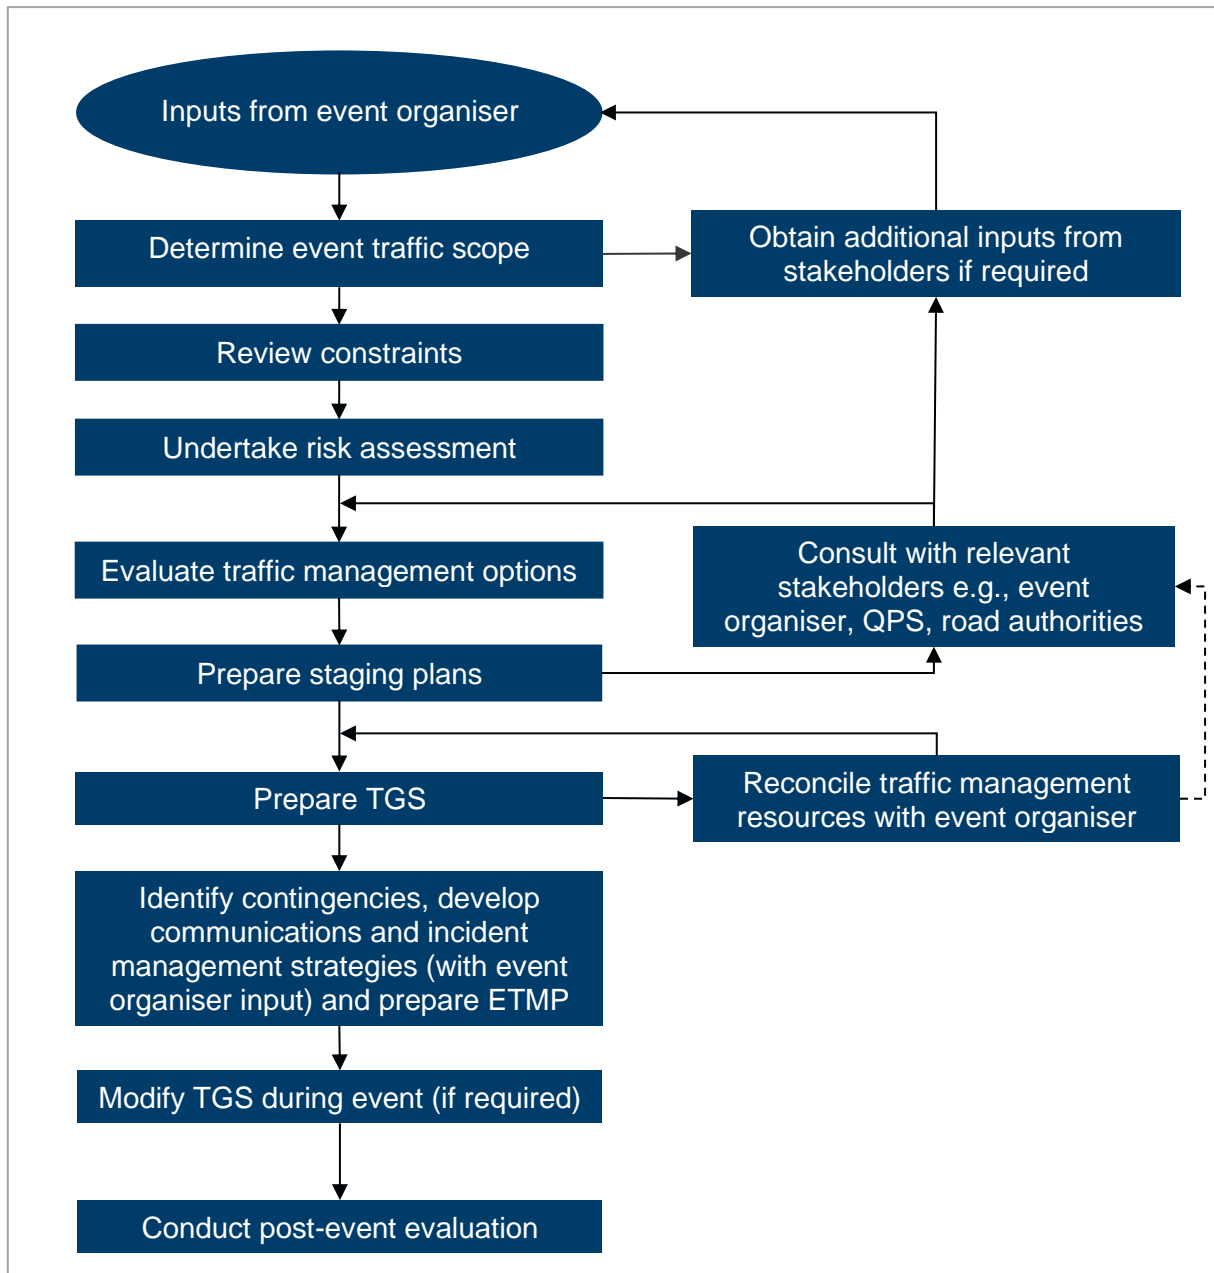 Inputs from event organiser
Determine event traffic scope
Obtain additional inputs from
stakeholders if required
Review constraints
Undertake risk assessment
Evaluate traffic management options
Consult with relevant
stakeholders e.g., event
organiser, QPS, road authorities
Prepare staging plans
Prepare TGS
Reconcile traffic management
resources with event organiser
Identify contingencies, develop
communications and incident
management strategies (with event
organiser input) and prepare ETMP
Modify TGS during event (if required)
Conduct post-event evaluation